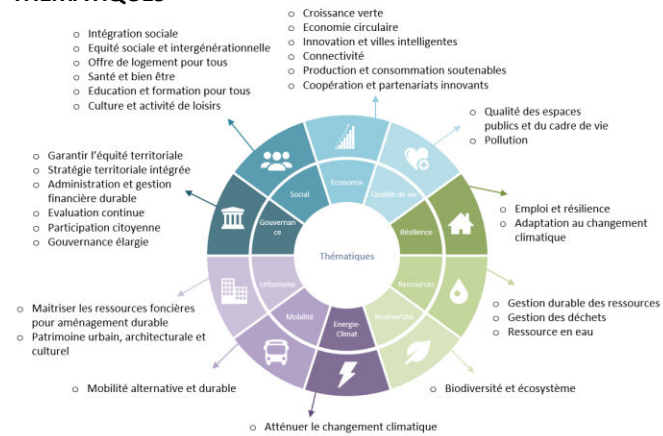 THEMATIQUES
o Croissance verte
o Economie circulaire
o Innovation et villes intelligentes
o Connectivité
o Production et consommation soutenables
o Coopération et partenariats innovants
o Intégration sociale
o Equité sociale et intergénérationnelle
o Offre de logement pour tous
o Santé et bien être
o Education et formation pour tous
o Culture et activité de loisirs
o Qualité des espaces
publics et du cadre de vie
o Pollution
o Garantir l'équité territoriale
o Stratégie territoriale intégrée
o Administration et gestion
financière durable
o Evaluation continue
o Participation citoyenne
o Gouvernance élargie
o Emploi et résilience
o Adaptation au changement
climatique
Social
Economie
Qualité de vie
Gouvernan
ce
Résilience
Thématiques
Urbanisme
Ressources
Mobilité
Energie-
Climat
Biodiversité
o Maitriser les ressources foncières
pour aménagement durable
o Patrimoine urbain, architecturale et
culturel
o Gestion durable des ressources
o Gestion des déchets
o Ressource en eau
o Mobilité alternative et durable
o Biodiversité et écosystème
o Atténuer le changement climatique